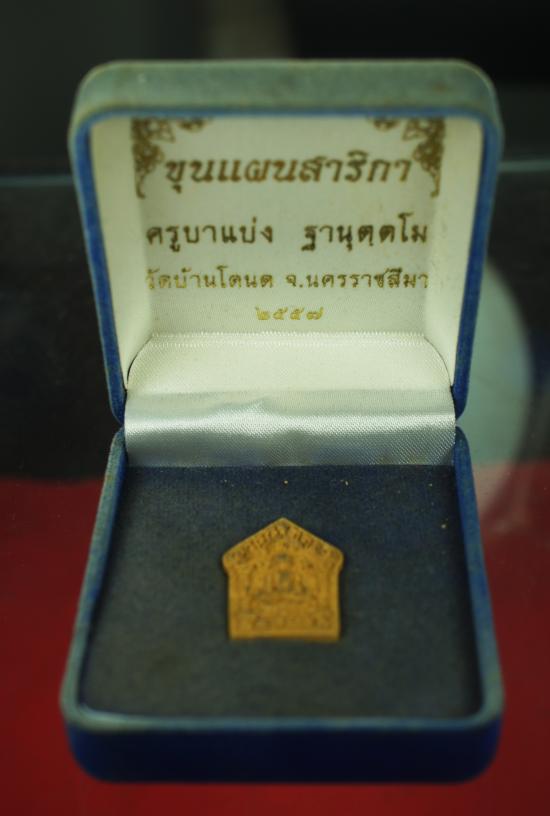 ขุนแผนสาริกา
ครูบาแบ่ง ฐานุตฺตโม
วัดบ้านโตนด จ.นครราชสีมา
๒๕๕๗